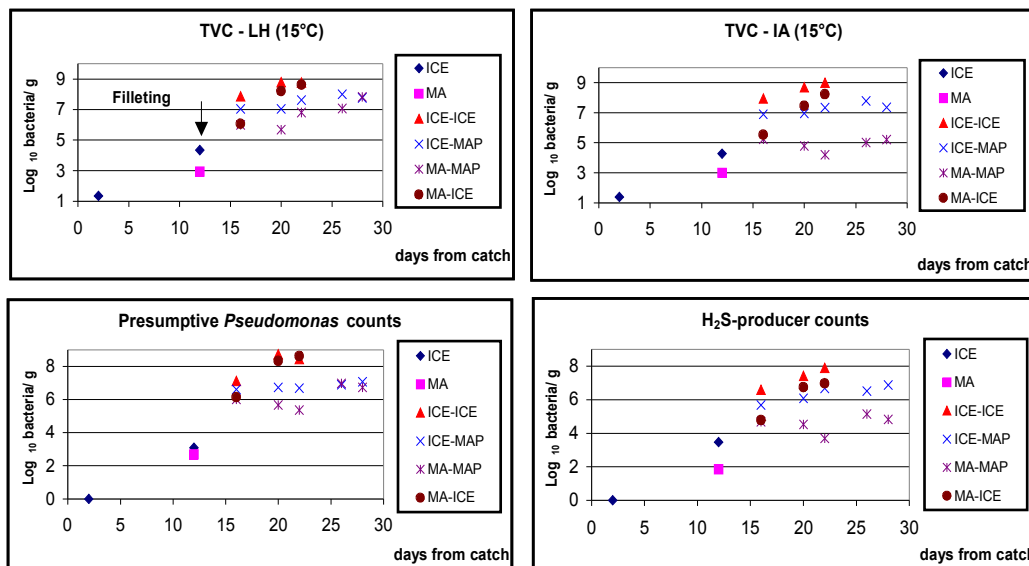 TVC - LH (15°C)
Log 10 bacteria/ g
9
7
5
3
1
Filleting
0 5 10 15 20 25 30
days from catch
ICE
MA
ICE-ICE
ICE-MAP
MA-MAP
MA-ICE
TVC - IA (15°C)
Log 10 bacteria/ g
9
7
5
3
1
0 5 10 15 20 25 30
days from catch
ICE
MA
ICE-ICE
ICE-MAP
MA-MAP
MA-ICE
Presumptive Pseudomonas counts
Log 10 bacteria/ g
8
6
4
2
0
0 5 10 15 20 25 30
days from catch
ICE
MA
ICE-ICE
ICE-MAP
MA-MAP
MA-ICE
H₂S-producer counts
Log 10 bacteria/ g
8
6
4
2
0
0 5 10 15 20 25 30
days from catch
ICE
MA
ICE-ICE
ICE-MAP
MA-MAP
MA-ICE